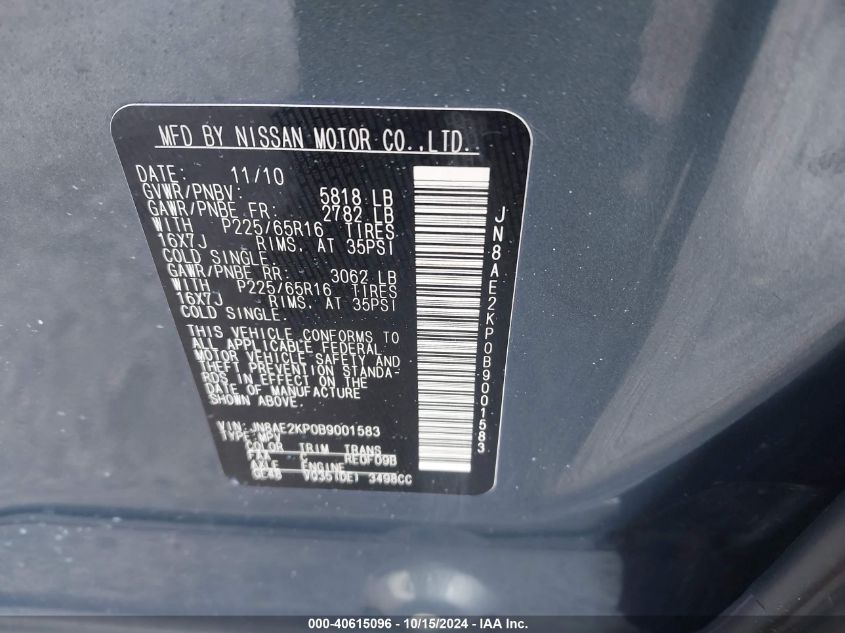 MFD BY NISSAN MOTOR CO.,LTD.
DATE: 11/10
GVWR/PNBV 5818 LB
GAWR/PNBE FR: 2782 LB
WITH P225/65R16 TIRES
16X7J RIMS, AT 35PSI
COLD SINGLE.
GAWR/PNBE RR: 3062 LB
WITH P225/65R16 TIRES
16X7J RIMS, AT 35PSI
COLD SINGLE.
THIS VEHICLE CONFORMS TO
ALL APPLICABLE FEDERAL
MOTOR VEHICLE SAFETY AND
THEFT PREVENTION STANDA-
RDS IN EFFECT ON THE
DATE OF MANUFACTURE
SHOWN ABOVE.
VIN: JN8AE2KP0B9001583
TYPE:MPV
COLOR TRIM TRANS
C RE0F09B
AXLE ENGINE
VQ35(DE) 3498CC
JN8AE2KP0B9001583
000-40615096 - 10/15/2024 - IAA Inc.